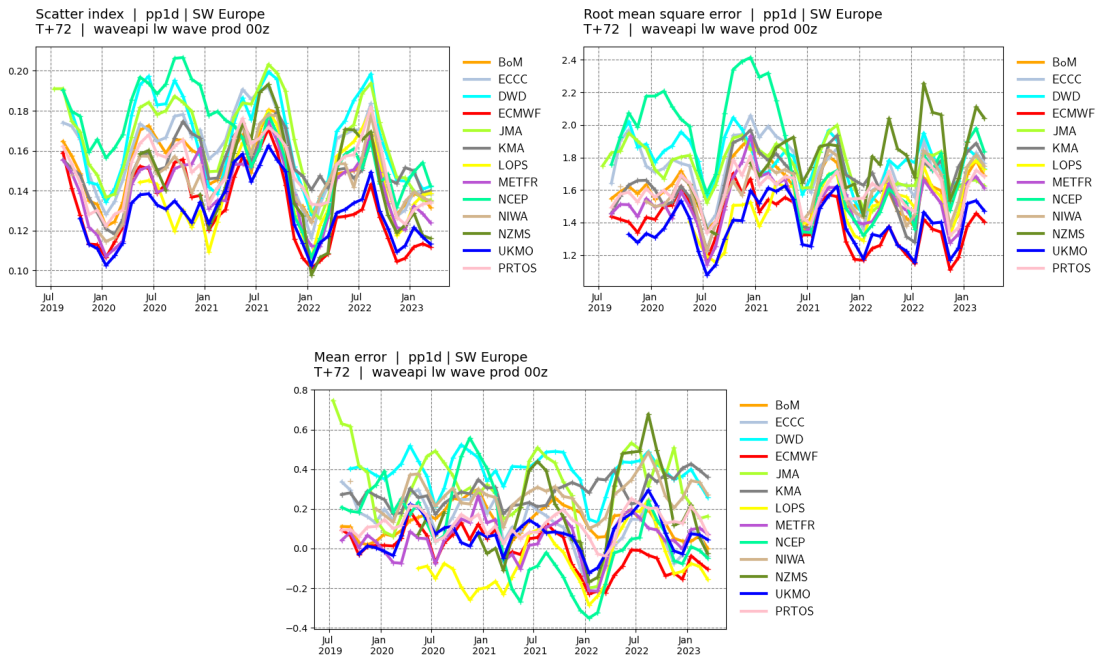 Scatter index | pp1d | SW Europe
T+72 | waveapi lw wave prod 00z
0.20
0.18
0.16
0.14
0.12
0.10
Jul 2019
Jan 2020
Jul 2020
Jan 2021
Jul 2021
Jan 2022
Jul 2022
Jan 2023
BoM
ECCC
DWD
ECMWF
JMA
KMA
LOPS
METFR
NCEP
NIWA
NZMS
UKMO
PRTOS
Root mean square error | pp1d | SW Europe
T+72 | waveapi lw wave prod 00z
2.4
2.2
2.0
1.8
1.6
1.4
1.2
Jul 2019
Jan 2020
Jul 2020
Jan 2021
Jul 2021
Jan 2022
Jul 2022
Jan 2023
BoM
ECCC
DWD
ECMWF
JMA
KMA
LOPS
METFR
NCEP
NIWA
NZMS
UKMO
PRTOS
Mean error | pp1d | SW Europe
T+72 | waveapi lw wave prod 00z
0.8
0.6
0.4
0.2
0.0
−0.2
−0.4
Jul 2019
Jan 2020
Jul 2020
Jan 2021
Jul 2021
Jan 2022
Jul 2022
Jan 2023
BoM
ECCC
DWD
ECMWF
JMA
KMA
LOPS
METFR
NCEP
NIWA
NZMS
UKMO
PRTOS